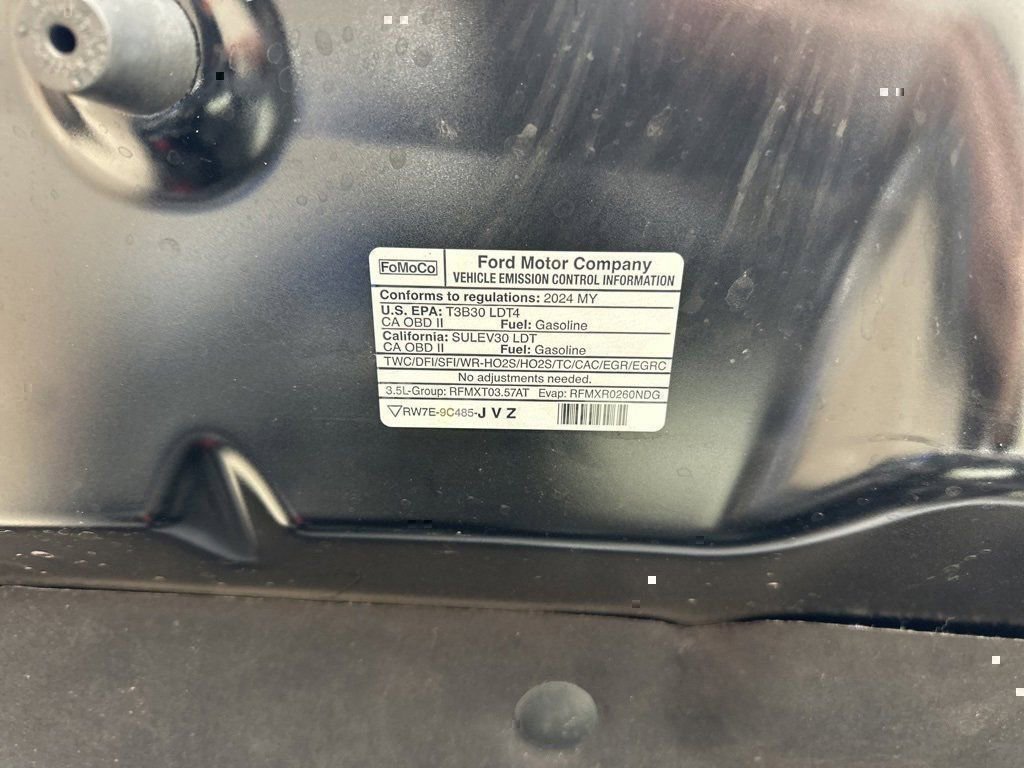 FoMoCo
Ford Motor Company
VEHICLE EMISSION CONTROL INFORMATION
Conforms to regulations: 2024 MY
U.S. EPA: T3B30 LDT4
CA OBD II Fuel: Gasoline
California: SULEV30 LDT
CA OBD II Fuel: Gasoline
TWC/DFI/SFI/WR-HO2S/HO2S/TC/CAC/EGR/EGRC
No adjustments needed.
3.5L-Group: RFMXT03.57AT Evap: RFMXR0260NDG
RW7E-9C485-J V Z